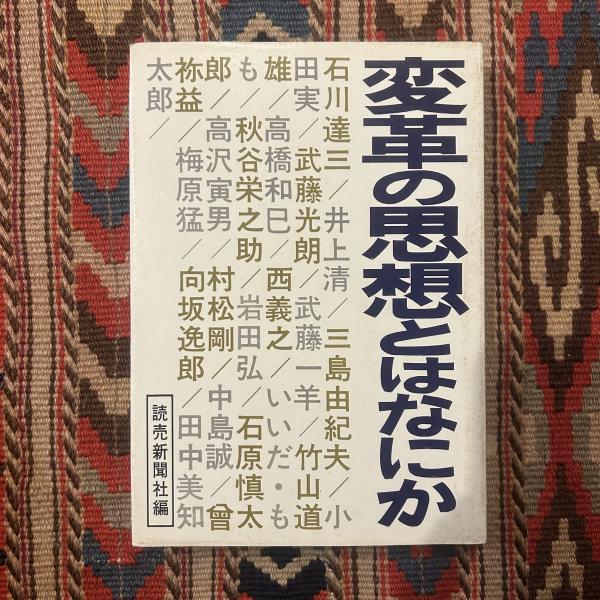 変革の思想とはなにか
石川達三／井上清／三島由紀夫／小
田実／武藤光朗／武藤一羊／竹山道
雄／高橋和巳／西義之／いいだ・も
も／秋谷栄之助／岩田弘／石原慎太
郎／高沢寅男／村松剛／中島誠／曾
祢益／梅原猛／向坂逸郎／田中美知
太郎／
読売新聞社編